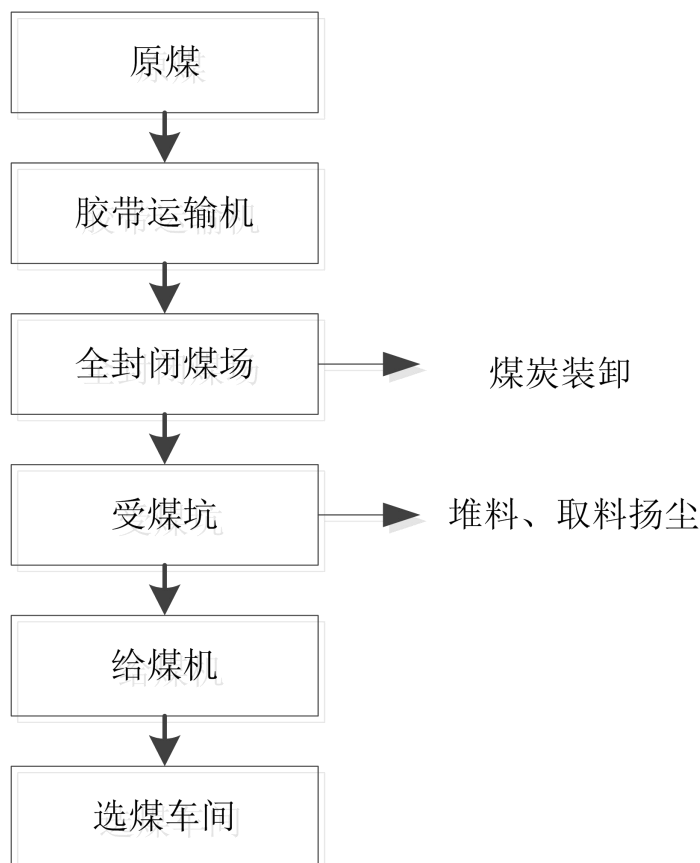 原煤
胶带运输机
全封闭煤场
煤炭装卸
受煤坑
堆料、取料扬尘
给煤机
选煤车间